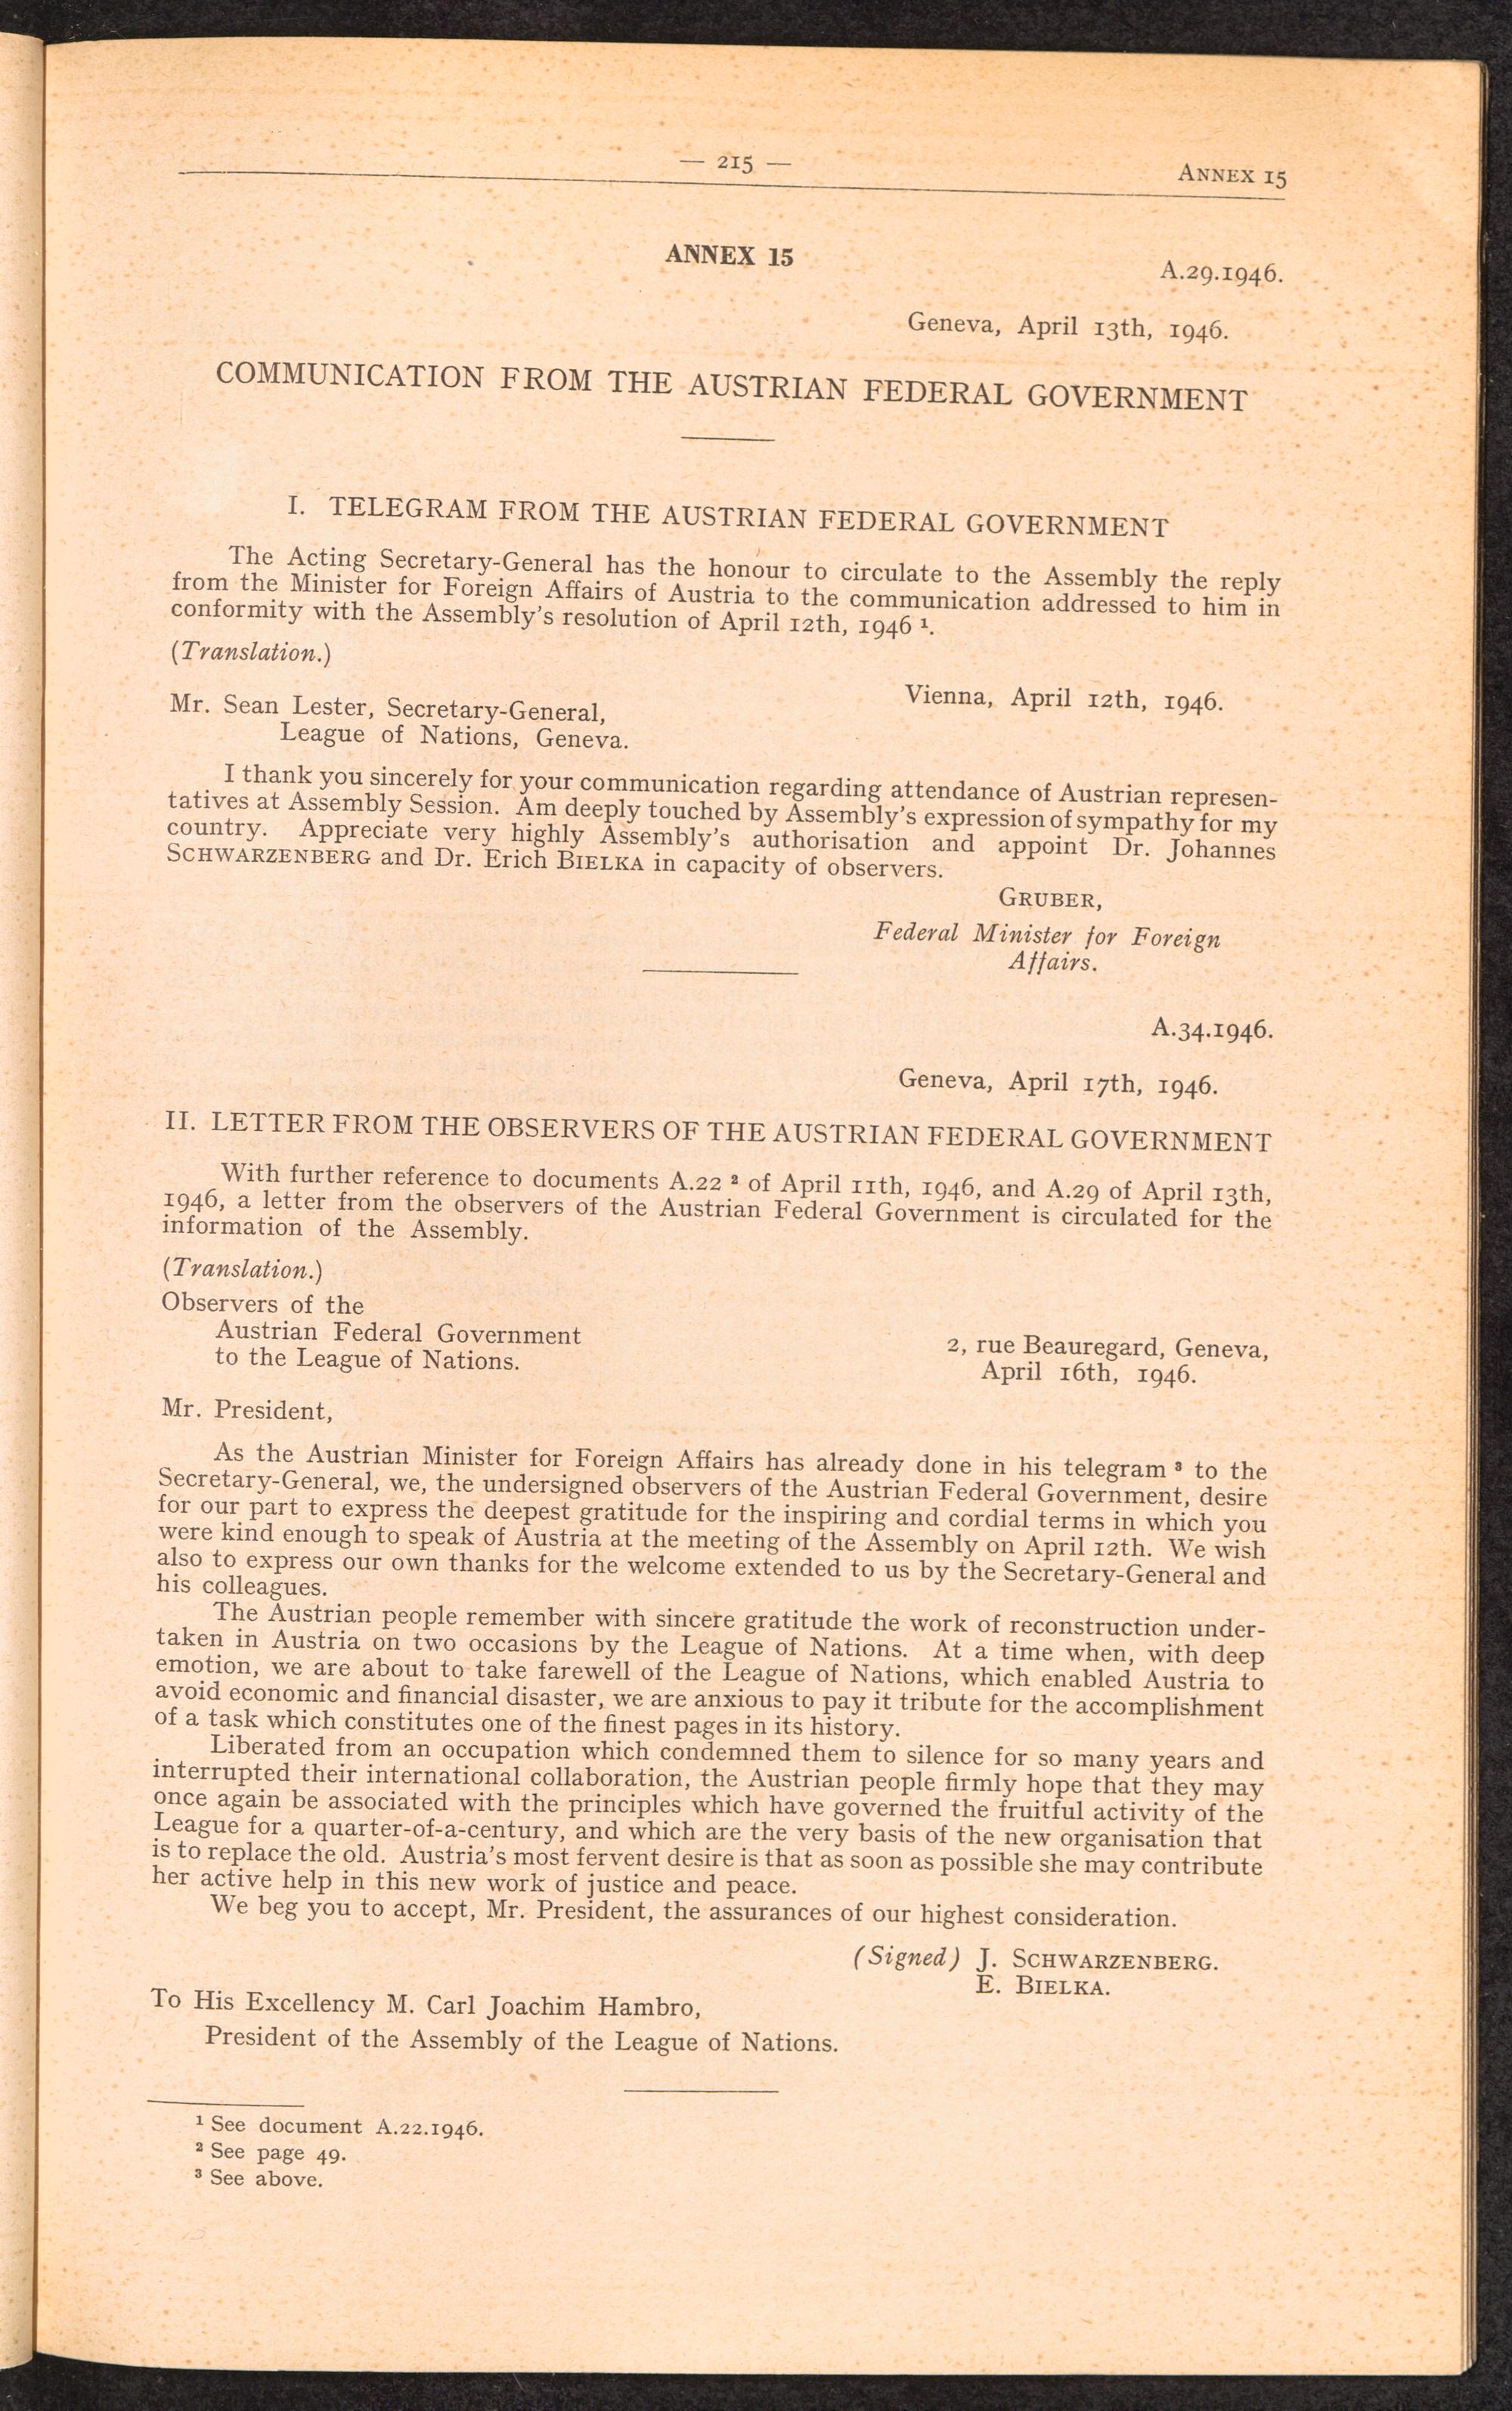 — 215 —
ANNEX 15
ANNEX 15
A.29.1946.
Geneva, April 13th, 1946.
COMMUNICATION FROM THE AUSTRIAN FEDERAL GOVERNMENT
I. TELEGRAM FROM THE AUSTRIAN FEDERAL GOVERNMENT
The Acting Secretary-General has the honour to circulate to the Assembly the reply
from the Minister for Foreign Affairs of Austria to the communication addressed to him in
conformity with the Assembly's resolution of April 12th, 1946 ¹.
(Translation.)
Vienna, April 12th, 1946.
Mr. Sean Lester, Secretary-General,
League of Nations, Geneva.
I thank you sincerely for your communication regarding attendance of Austrian represen-
tatives at Assembly Session. Am deeply touched by Assembly's expression of sympathy for my
country. Appreciate very highly Assembly's authorisation and appoint Dr. Johannes
SCHWARZENBERG and Dr. Erich BIELKA in capacity of observers.
GRUBER,
Federal Minister for Foreign
Affairs.
A.34.1946.
Geneva, April 17th, 1946.
II. LETTER FROM THE OBSERVERS OF THE AUSTRIAN FEDERAL GOVERNMENT
With further reference to documents A.22 ² of April 11th, 1946, and A.29 of April 13th,
1946, a letter from the observers of the Austrian Federal Government is circulated for the
information of the Assembly.
(Translation.)
Observers of the
Austrian Federal Government
to the League of Nations.
2, rue Beauregard, Geneva,
April 16th, 1946.
Mr. President,
As the Austrian Minister for Foreign Affairs has already done in his telegram ³ to the
Secretary-General, we, the undersigned observers of the Austrian Federal Government, desire
for our part to express the deepest gratitude for the inspiring and cordial terms in which you
were kind enough to speak of Austria at the meeting of the Assembly on April 12th. We wish
also to express our own thanks for the welcome extended to us by the Secretary-General and
his colleagues.
The Austrian people remember with sincere gratitude the work of reconstruction under-
taken in Austria on two occasions by the League of Nations. At a time when, with deep
emotion, we are about to take farewell of the League of Nations, which enabled Austria to
avoid economic and financial disaster, we are anxious to pay it tribute for the accomplishment
of a task which constitutes one of the finest pages in its history.
Liberated from an occupation which condemned them to silence for so many years and
interrupted their international collaboration, the Austrian people firmly hope that they may
once again be associated with the principles which have governed the fruitful activity of the
League for a quarter-of-a-century, and which are the very basis of the new organisation that
is to replace the old. Austria's most fervent desire is that as soon as possible she may contribute
her active help in this new work of justice and peace.
We beg you to accept, Mr. President, the assurances of our highest consideration.
(Signed) J. SCHWARZENBERG.
E. BIELKA.
To His Excellency M. Carl Joachim Hambro,
President of the Assembly of the League of Nations.
¹ See document A.22.1946.
² See page 49.
³ See above.